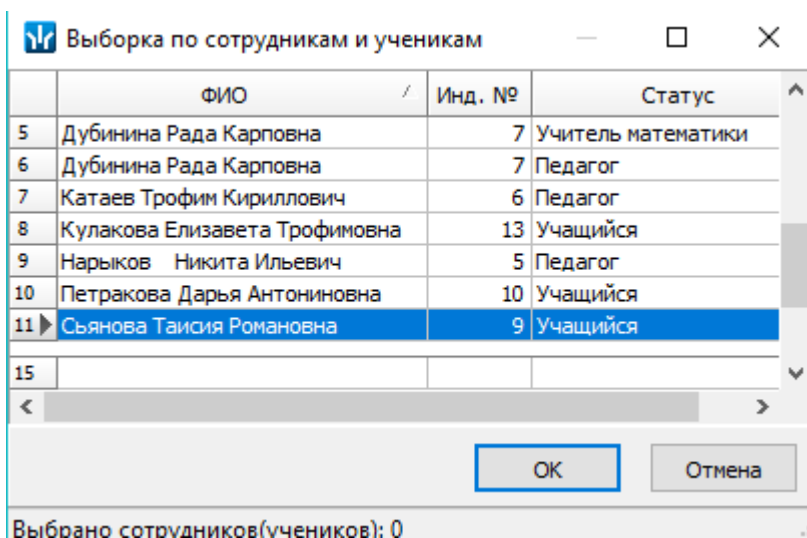 Выборка по сотрудникам и ученикам
ФИО Инд. № Статус
5 Дубинина Рада Карповна 7 Учитель математики
6 Дубинина Рада Карповна 7 Педагог
7 Катаев Трофим Кириллович 6 Педагог
8 Кулакова Елизавета Трофимовна 13 Учащийся
9 Нарыков Никита Ильевич 5 Педагог
10 Петракова Дарья Антониновна 10 Учащийся
11 Сьянова Таисия Романовна 9 Учащийся
15
OK Отмена
Выбрано сотрудников(учеников): 0